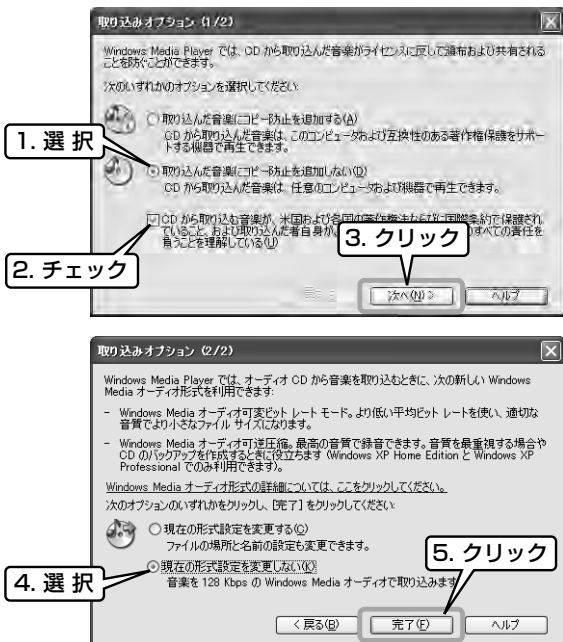 取り込みオプション (1/2)
Windows Media Player では、CD から取り込んだ音楽がライセンスに反して頒布および共有される
ことを防ぐことができます。
次のいずれかのオプションを選択してください:
取り込んだ音楽にコピー防止を追加する(A)
CD から取り込んだ音楽は、このコンピュータおよび互換性のある著作権保護をサポー
トする機器で再生できます。
1. 選 択
取り込んだ音楽にコピー防止を追加しない(D)
CD から取り込んだ音楽は、任意のコンピュータおよび機器で再生できます。
CD から取り込む音楽が、米国および各国の著作権法ならびに国際条約で保護され
ていること、および取り込んだ者自身が、
のすべての責任を
負うことを理解している(U)
3. クリック
2. チェック
次へ(N) >
ヘルプ
取り込みオプション (2/2)
Windows Media Player では、オーディオ CD から音楽を取り込むときに、次の新しい Windows
Media オーディオ形式を利用できます:
- Windows Media オーディオ可変ビット レート モード。より低い平均ビット レートを使い、適切な
音質でより小さなファイル サイズになります。
- Windows Media オーディオ可逆圧縮。最高の音質で録音できます。音質を最重視する場合や
CD のバックアップを作成するときに役立ちます (Windows XP Home Edition と Windows XP
Professional でのみ利用できます)。
Windows Media オーディオ形式の詳細については、ここをクリックしてください。
次のオプションのいずれかをクリックし、[完了] をクリックしてください:
現在の形式設定を変更する(C)
ファイルの場所と名前の設定も変更できます。
5. クリック
4. 選 択
現在の形式設定を変更しない(K)
音楽を 128 Kbps の Windows Media オーディオで取り込みます
< 戻る(B)
完了(F)
ヘルプ